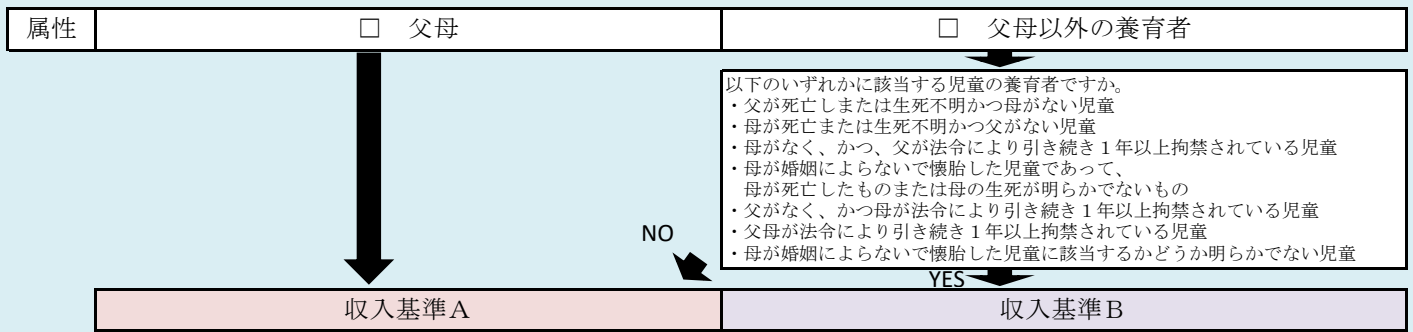 属性
□ 父母
□ 父母以外の養育者
以下のいずれかに該当する児童の養育者ですか。
・父が死亡しまたは生死不明かつ母がない児童
・母が死亡または生死不明かつ父がない児童
・母がなく、かつ、父が法令により引き続き１年以上拘禁されている児童
・母が婚姻によらないで懐胎した児童であって、
母が死亡したものまたは母の生死が明らかでないもの
・父がなく、かつ母が法令により引き続き１年以上拘禁されている児童
・父母が法令により引き続き１年以上拘禁されている児童
・母が婚姻によらないで懐胎した児童に該当するかどうか明らかでない児童
NO
YES
収入基準Ａ
収入基準Ｂ